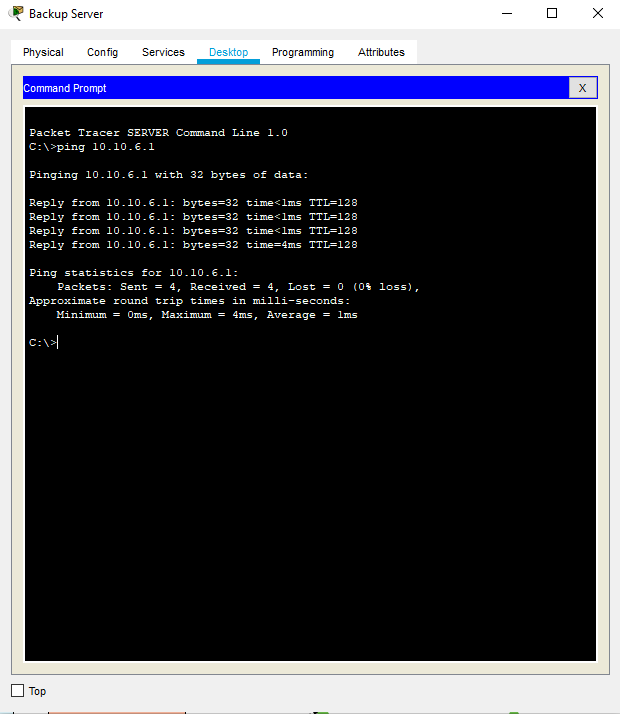 Backup Server
Physical Config Services Desktop Programming Attributes
Command Prompt X
Packet Tracer SERVER Command Line 1.0
C:\>ping 10.10.6.1
Pinging 10.10.6.1 with 32 bytes of data:
Reply from 10.10.6.1: bytes=32 time<1ms TTL=128
Reply from 10.10.6.1: bytes=32 time<1ms TTL=128
Reply from 10.10.6.1: bytes=32 time<1ms TTL=128
Reply from 10.10.6.1: bytes=32 time=4ms TTL=128
Ping statistics for 10.10.6.1:
Packets: Sent = 4, Received = 4, Lost = 0 (0% loss),
Approximate round trip times in milli-seconds:
Minimum = 0ms, Maximum = 4ms, Average = 1ms
C:\>
Top